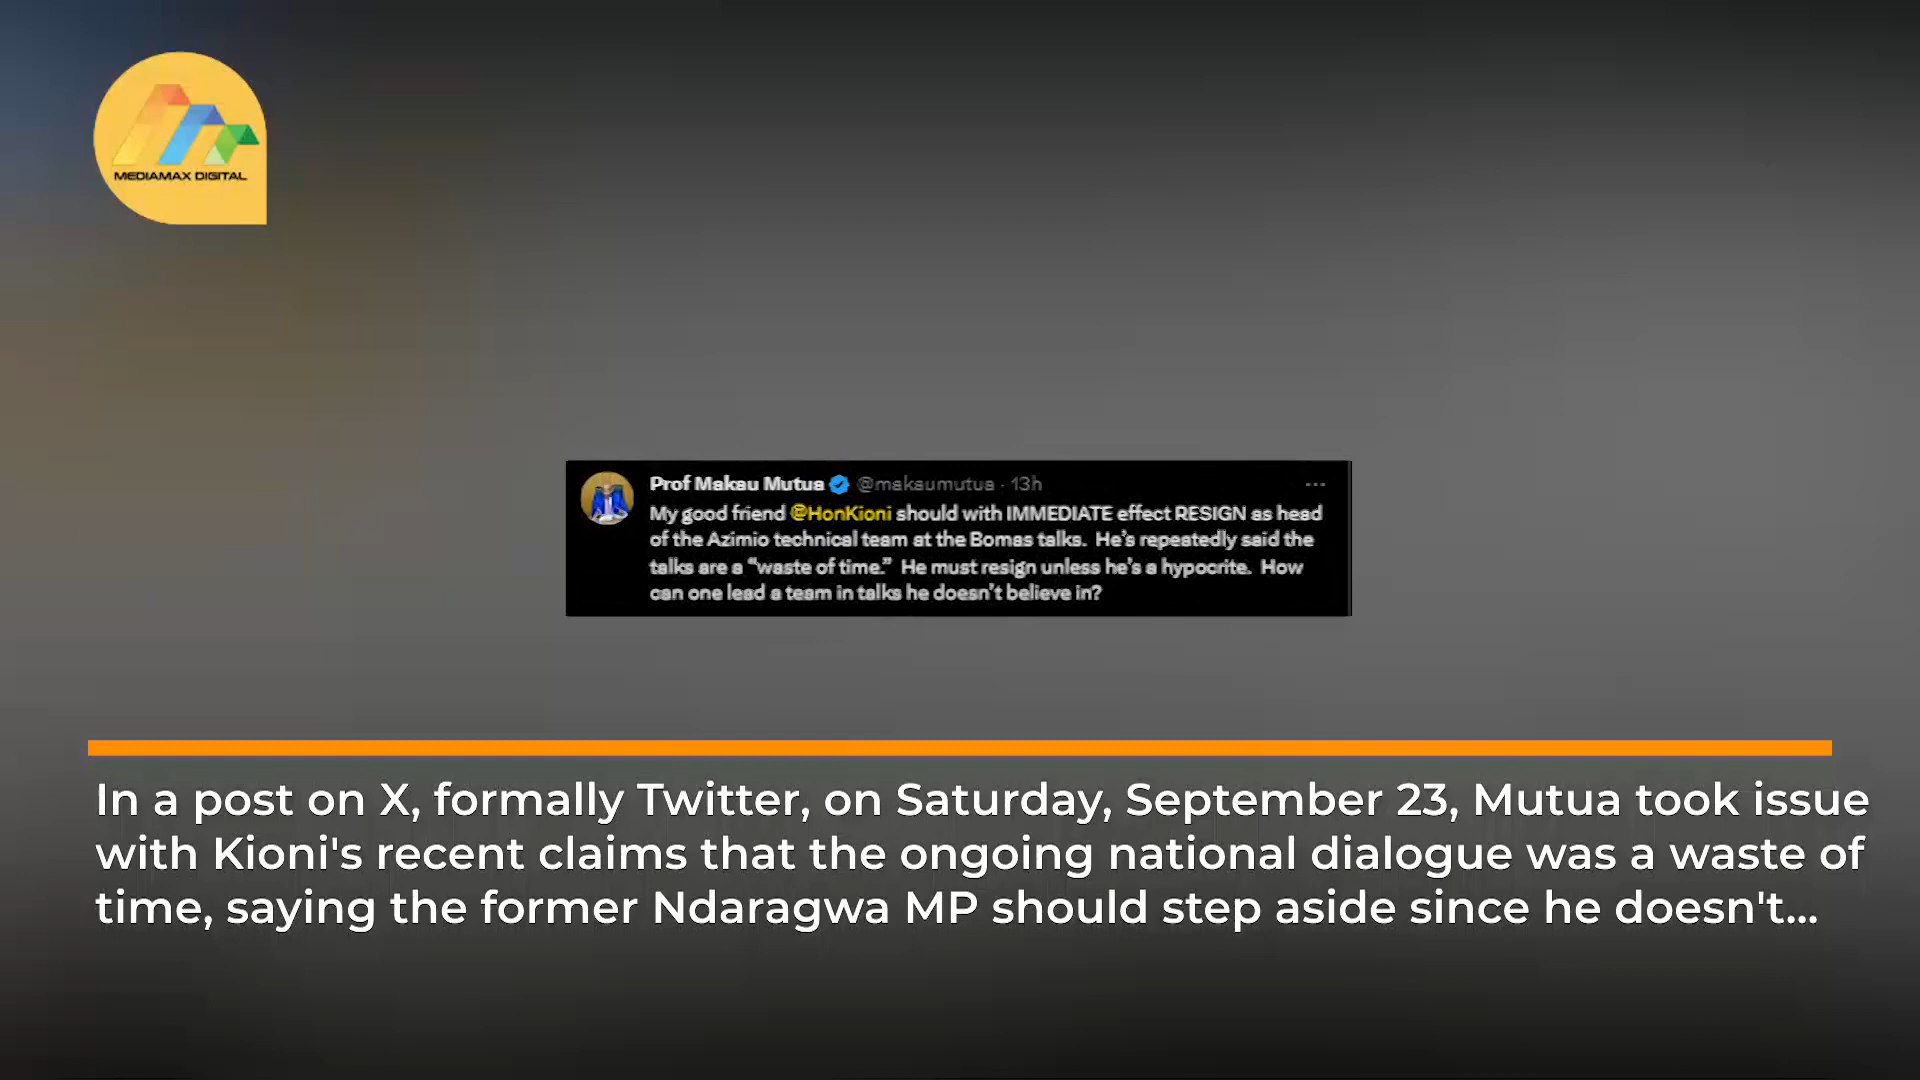 MEDIAMAX DIGITAL
Prof Makau Mutua @makaumutua · 13h
My good friend @HonKioni should with IMMEDIATE effect RESIGN as head
of the Azimio technical team at the Bomas talks. He's repeatedly said the
talks are a “waste of time.” He must resign unless he's a hypocrite. How
can one lead a team in talks he doesn't believe in?
In a post on X, formally Twitter, on Saturday, September 23, Mutua took issue
with Kioni's recent claims that the ongoing national dialogue was a waste of
time, saying the former Ndaragwa MP should step aside since he doesn't...